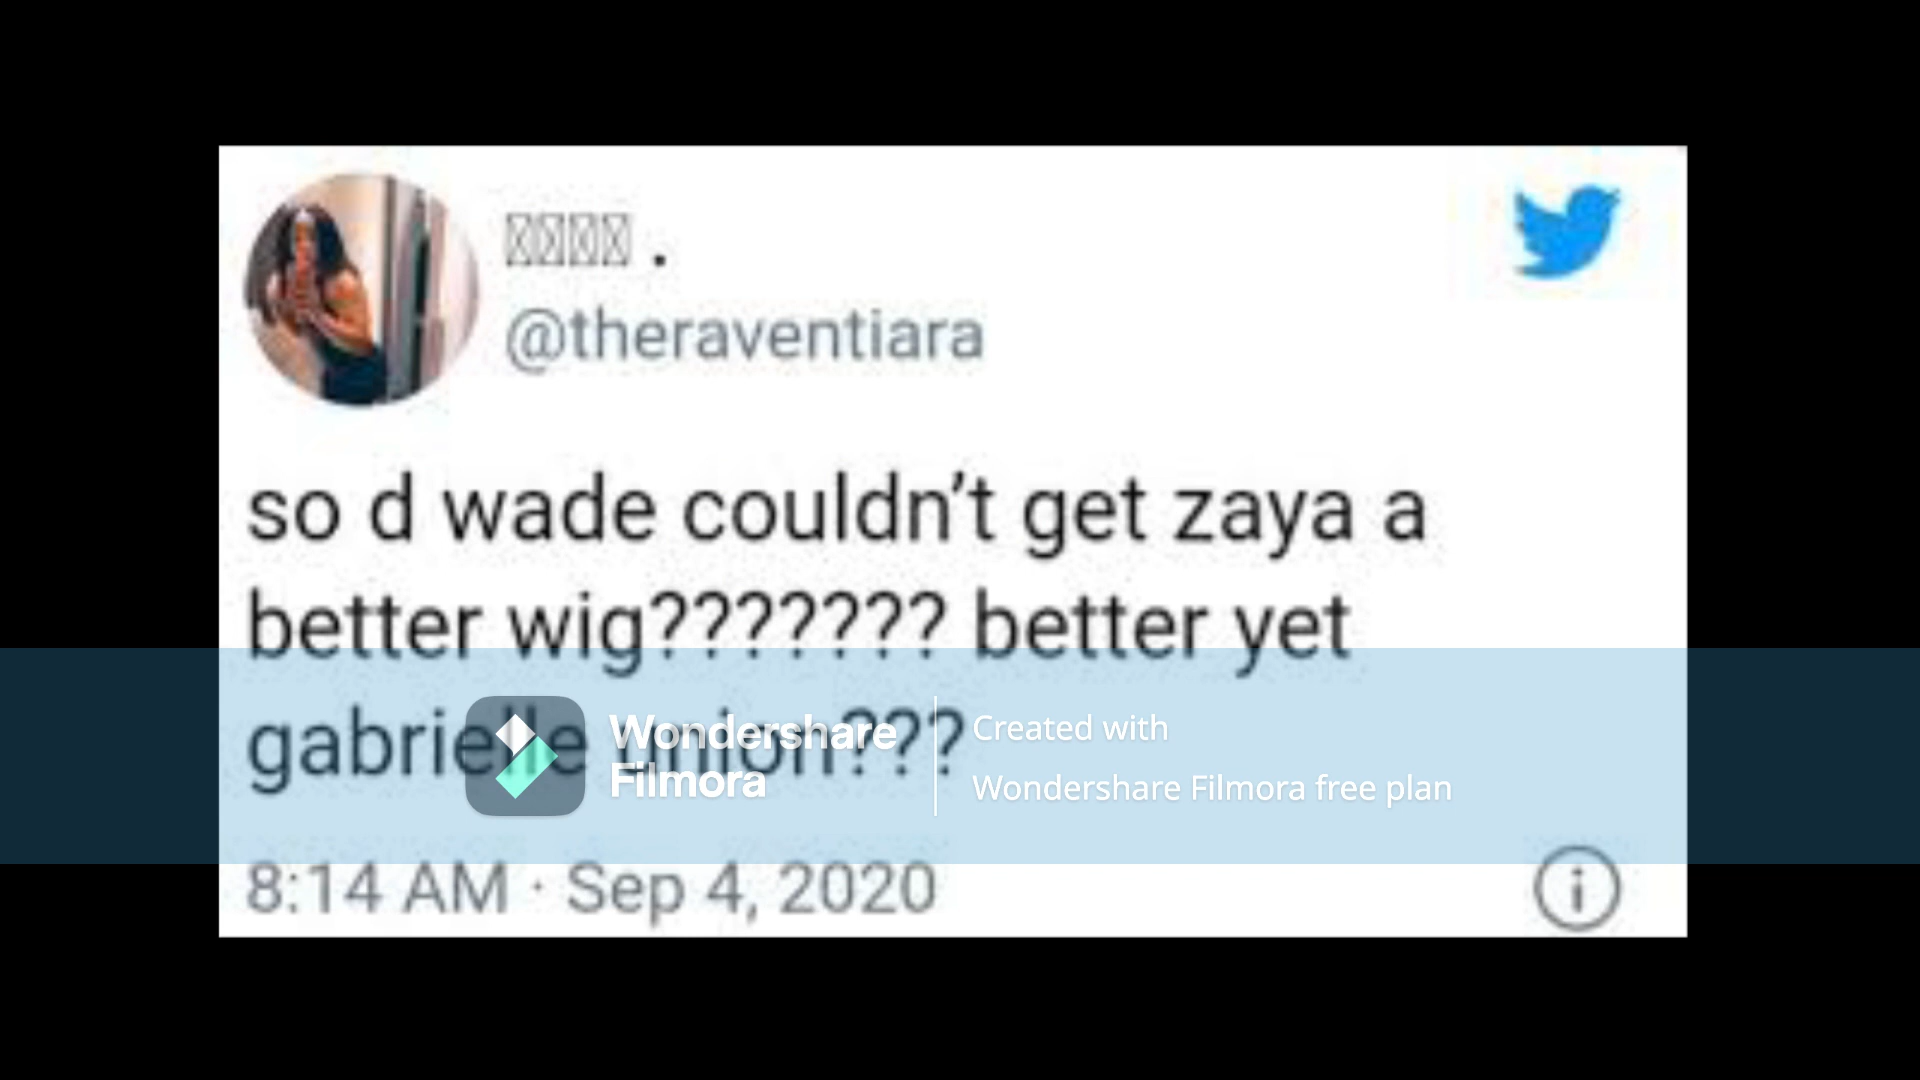 .
@theraventiara
so d wade couldn't get zaya a
better wig??????? better yet
gabrielle union???
Wondershare
Filmora
Created with
Wondershare Filmora free plan
8:14 AM · Sep 4, 2020